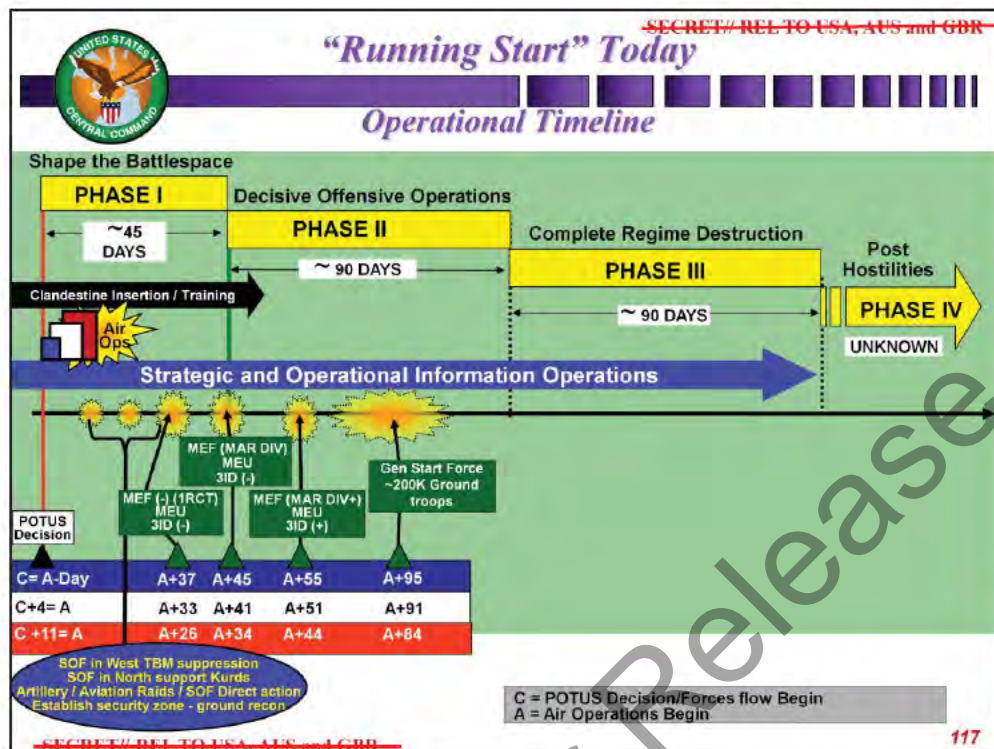 SECRET// REL TO USA, AUS and GBR
UNITED STATES
CENTRAL COMMAND
"Running Start" Today
Operational Timeline
Shape the Battlespace
PHASE I
~45
DAYS
Decisive Offensive Operations
PHASE II
~ 90 DAYS
Complete Regime Destruction
PHASE III
~ 90 DAYS
Post
Hostilities
PHASE IV
UNKNOWN
Clandestine Insertion / Training
Air
Ops
Strategic and Operational Information Operations
MEF (MAR DIV)
MEU
3ID (-)
Gen Start Force
~200K Ground
troops
MEF (-) (1RCT)
MEU
3ID (-)
MEF (MAR DIV+)
MEU
3ID (+)
POTUS
Decision
C= A-Day A+37 A+45 A+55 A+95
C+4= A A+33 A+41 A+51 A+91
C +11= A A+26 A+34 A+44 A+84
SOF in West TBM suppression
SOF in North support Kurds
Artillery / Aviation Raids / SOF Direct action
Establish security zone - ground recon
C = POTUS Decision/Forces flow Begin
A = Air Operations Begin
SECRET// REL TO USA, AUS and GBR
117
Release